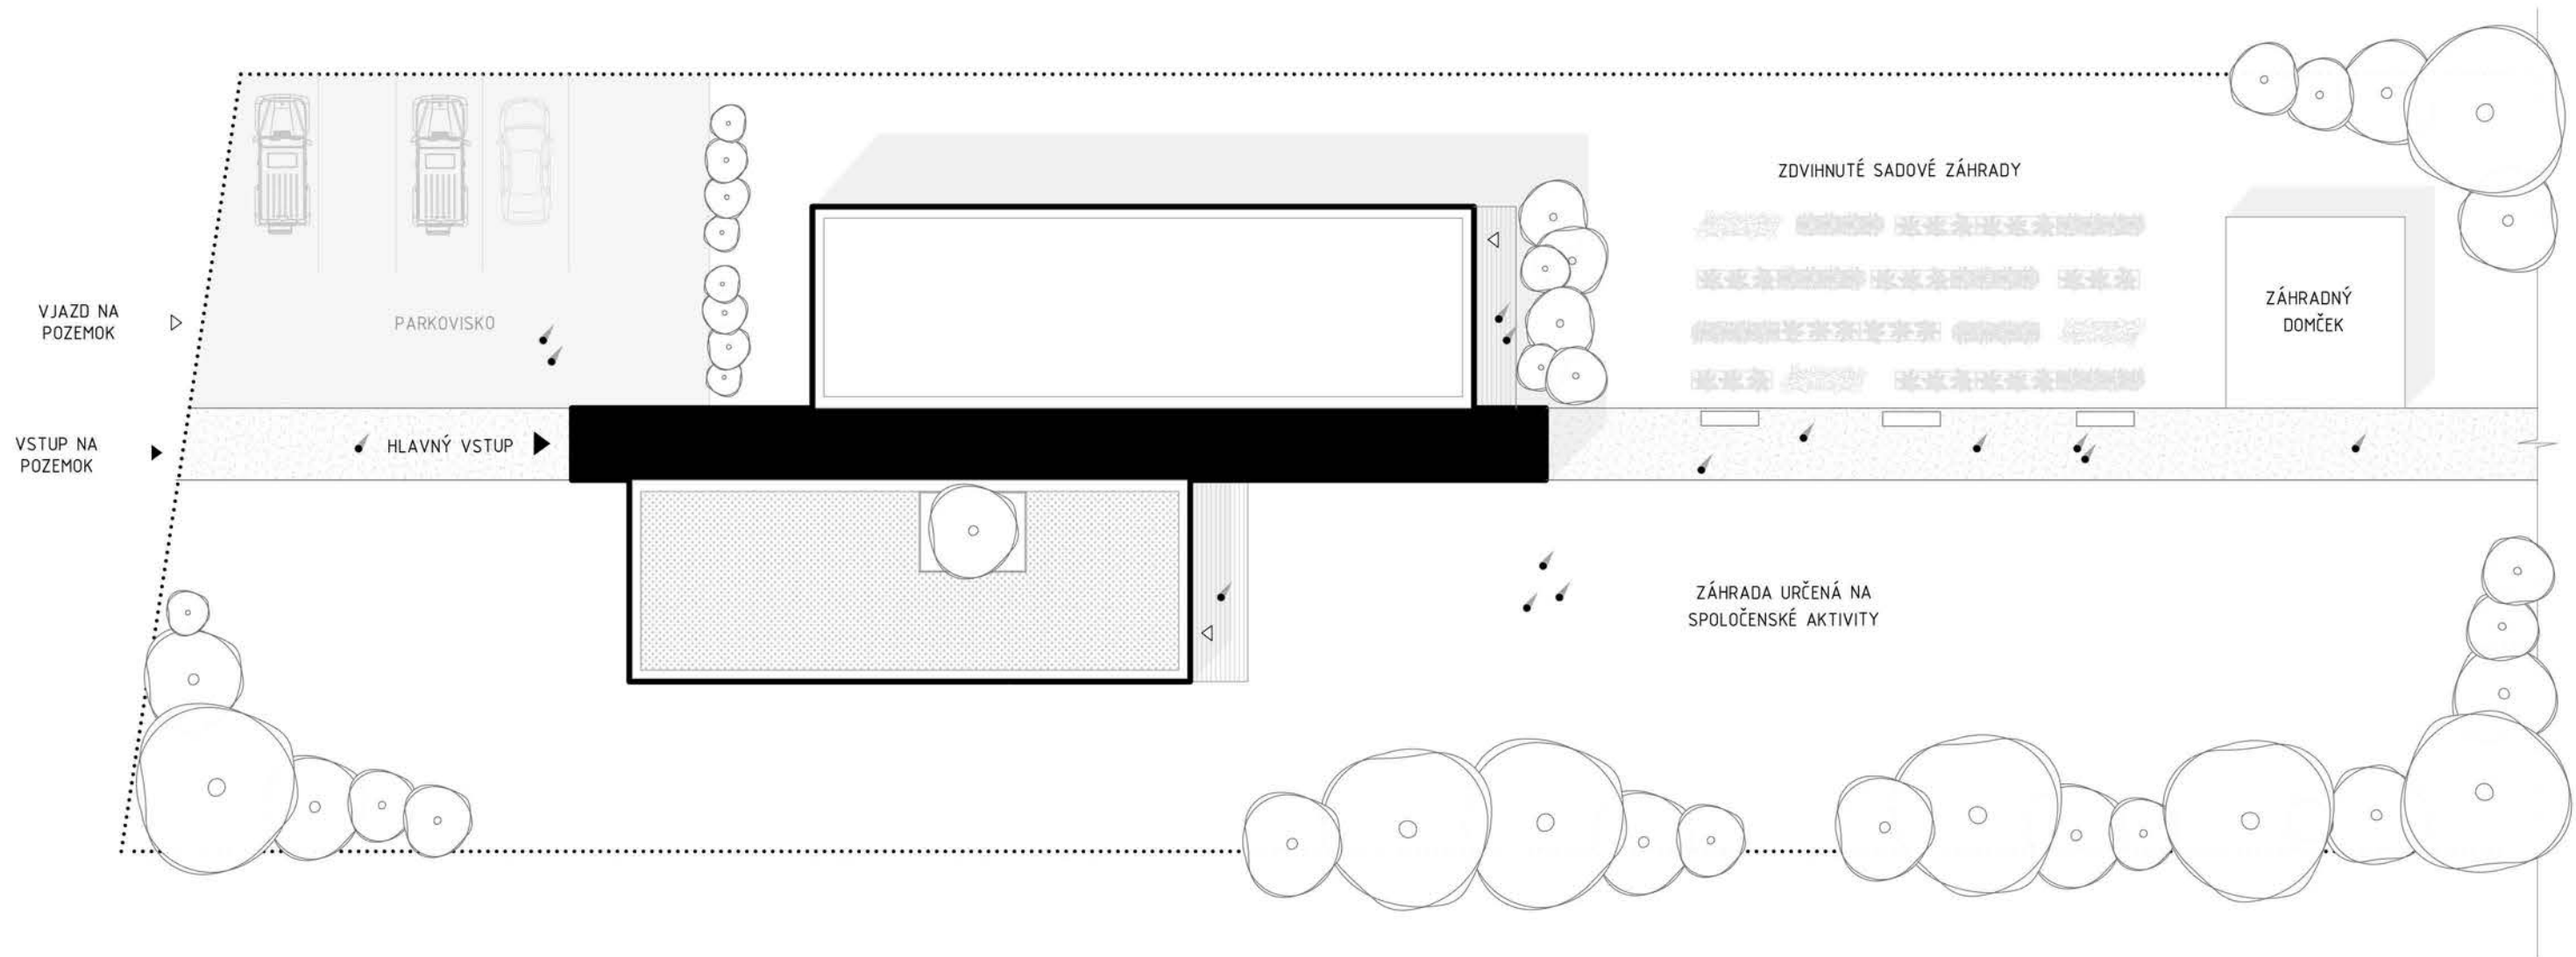 ZDVIHNUTÉ SADOVÉ ZÁHRADY
VJAZD NA
POZEMOK
PARKOVISKO
ZÁHRADNÝ
DOMČEK
VSTUP NA
POZEMOK
HLAVNÝ VSTUP
ZÁHRADA URČENÁ NA
SPOLOČENSKÉ AKTIVITY